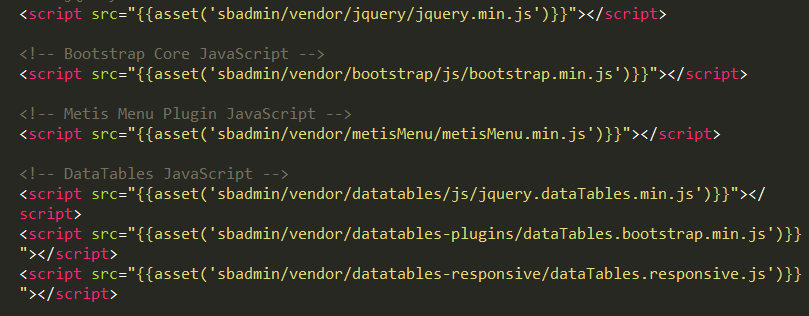 <script src="{{asset('sbadmin/vendor/jquery/jquery.min.js')}}"></script>
<!-- Bootstrap Core JavaScript -->
<script src="{{asset('sbadmin/vendor/bootstrap/js/bootstrap.min.js')}}"></script>
<!-- Metis Menu Plugin JavaScript -->
<script src="{{asset('sbadmin/vendor/metisMenu/metisMenu.min.js')}}"></script>
<!-- DataTables JavaScript -->
<script src="{{asset('sbadmin/vendor/datatables/js/jquery.dataTables.min.js')}}"></
script>
<script src="{{asset('sbadmin/vendor/datatables-plugins/dataTables.bootstrap.min.js')}}
"></script>
<script src="{{asset('sbadmin/vendor/datatables-responsive/dataTables.responsive.js')}}
"></script>